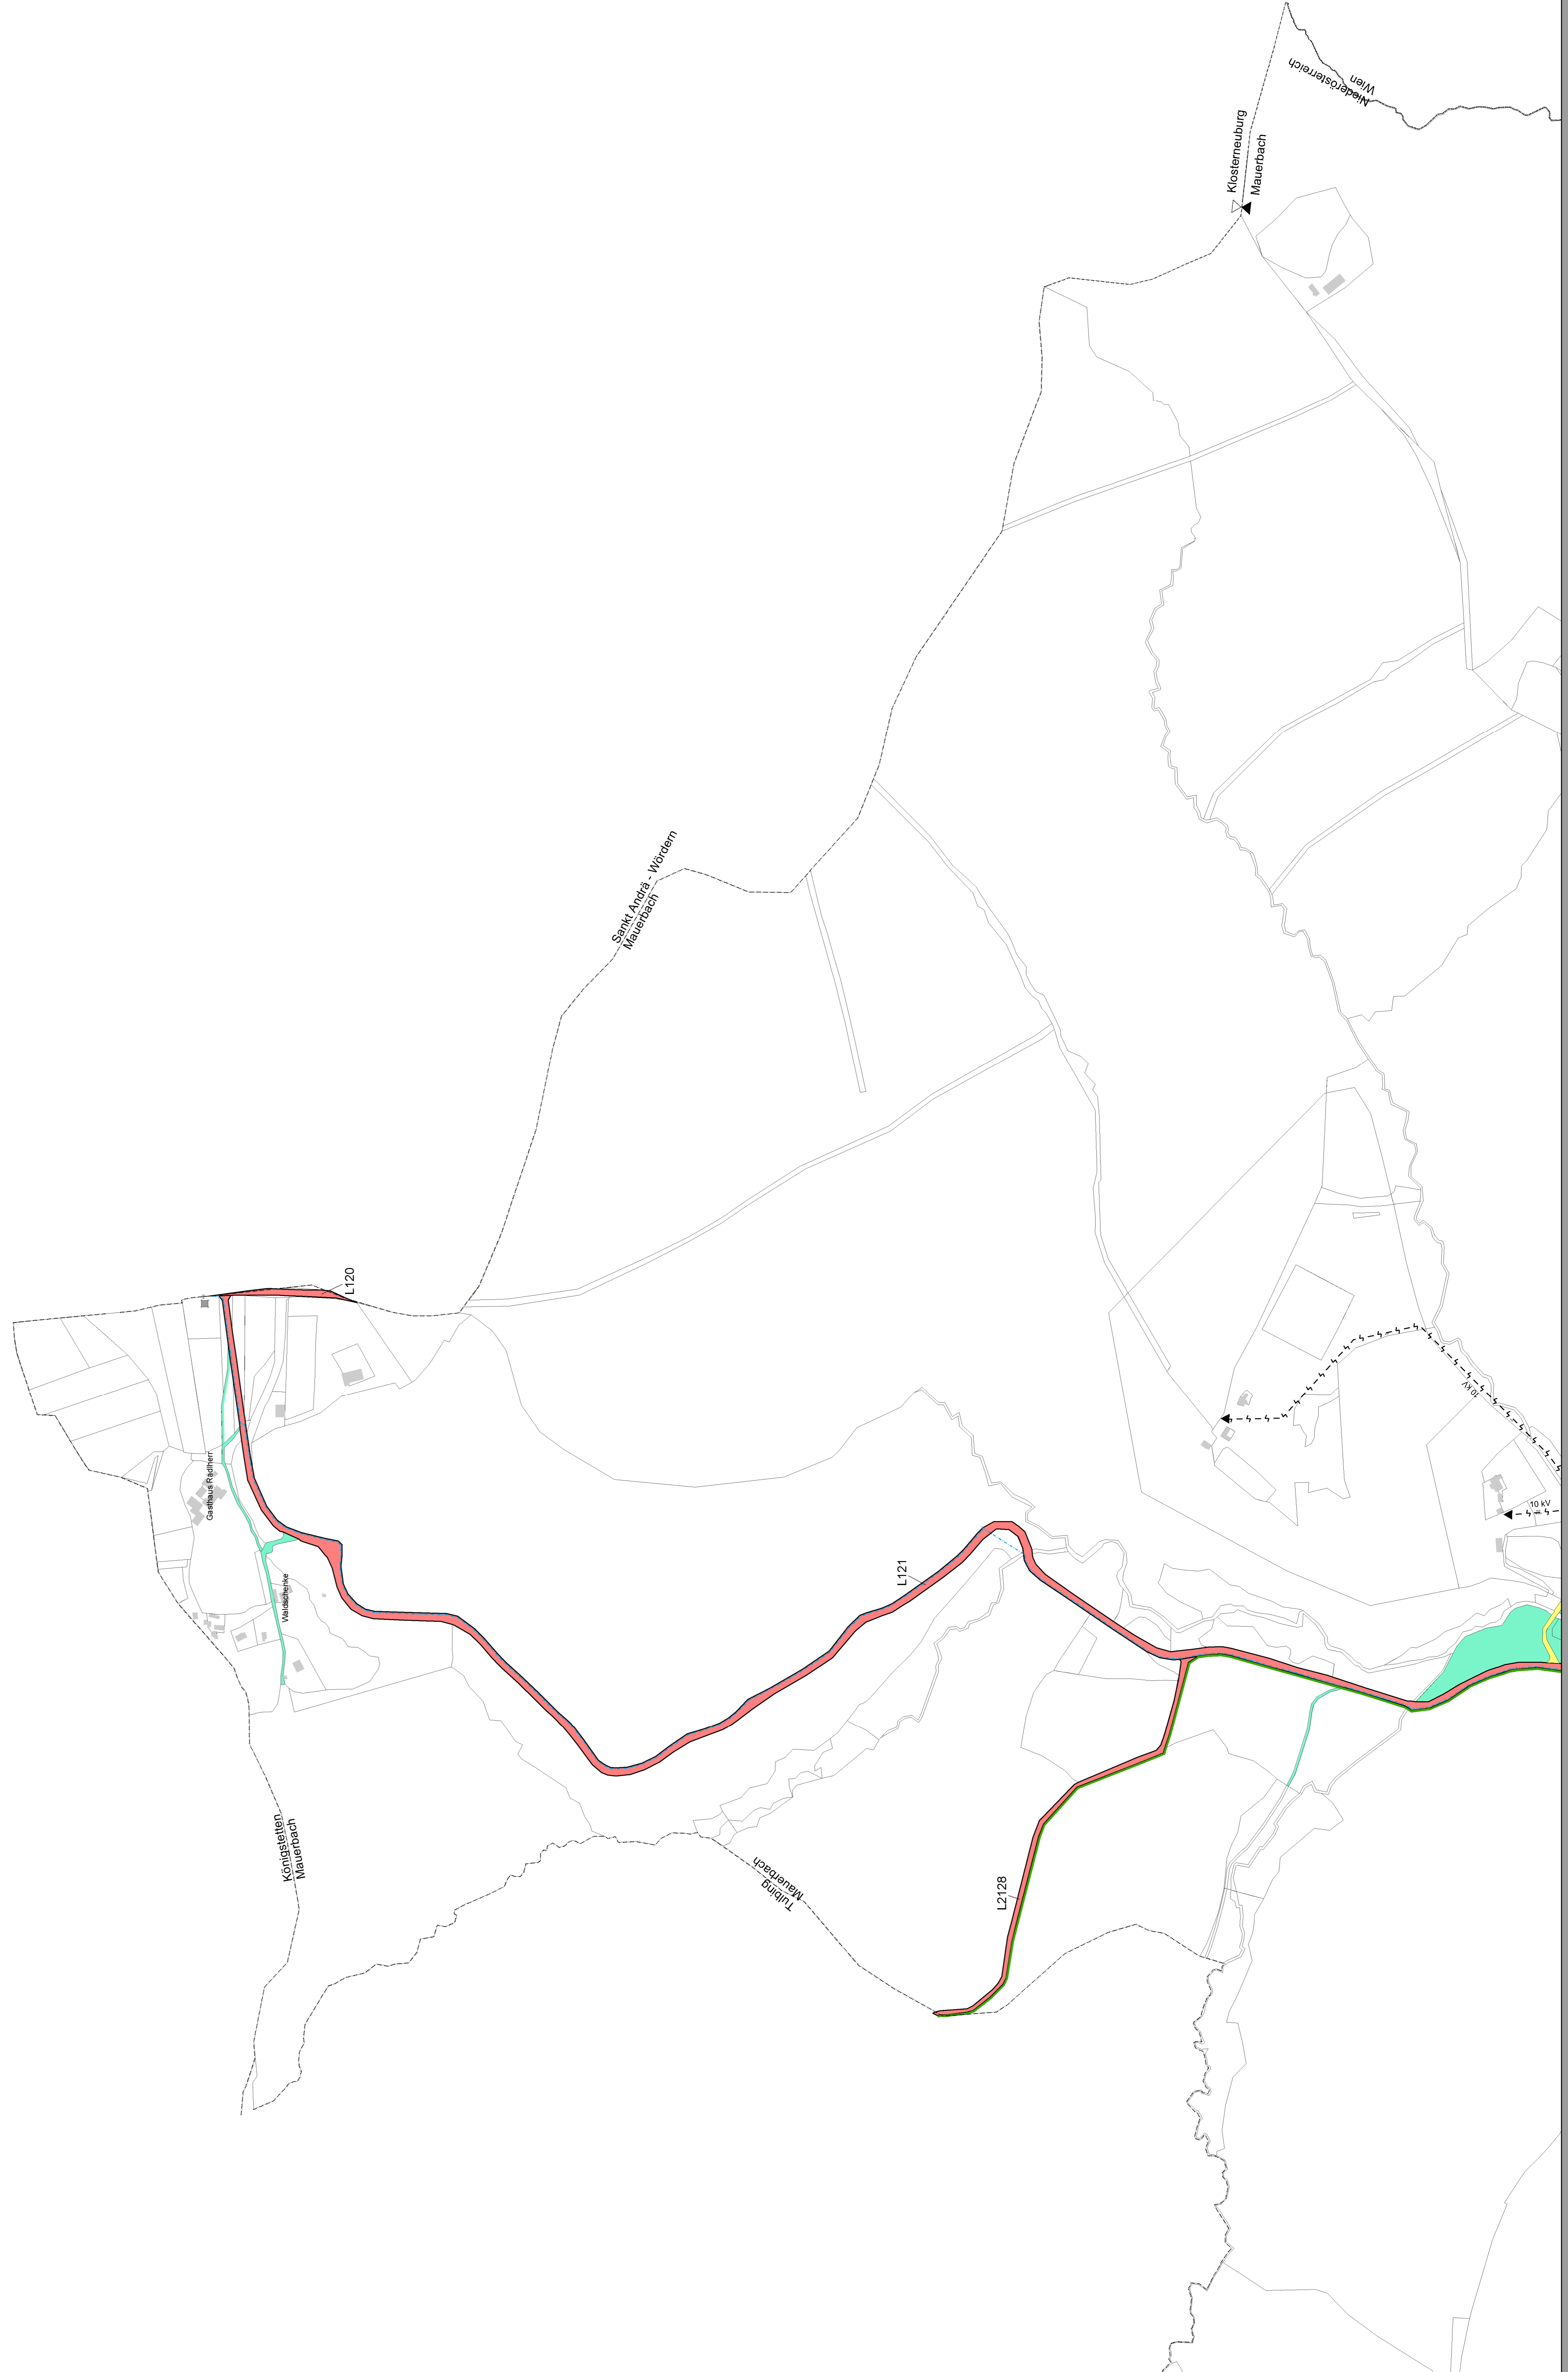 Niederösterreich
Wien
Klosterneuburg
Mauerbach
Sankt Andrä - Wördern
Mauerbach
L120
Gasthaus Radlherr
Waldschenke
L121
10 kV
10 kV
Königstetten
Mauerbach
Tulbing
Mauerbach
L2128